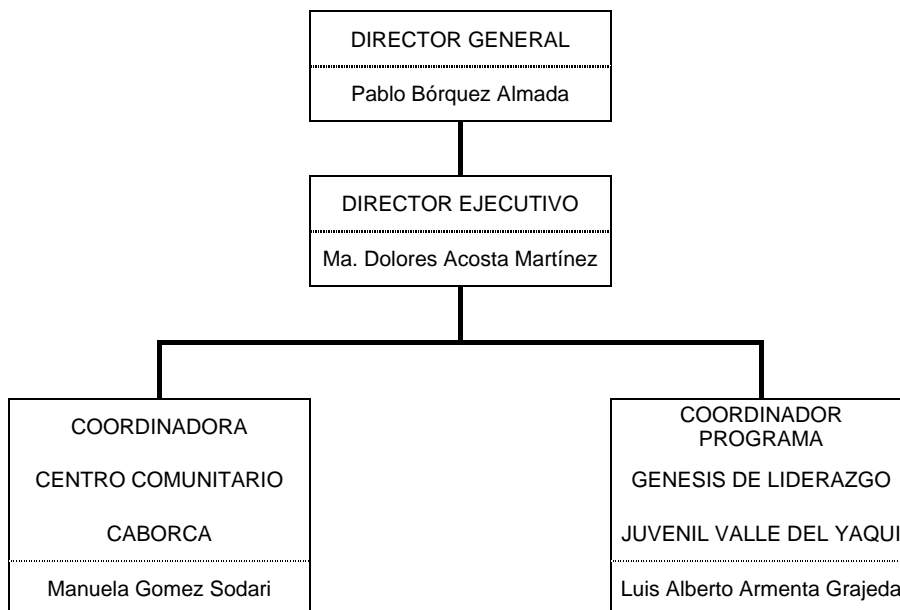 DIRECTOR GENERAL
Pablo Bórquez Almada
DIRECTOR EJECUTIVO
Ma. Dolores Acosta Martínez
COORDINADORA
CENTRO COMUNITARIO
CABORCA
Manuela Gomez Sodari
COORDINADOR
PROGRAMA
GENESIS DE LIDERAZGO
JUVENIL VALLE DEL YAQUI
Luis Alberto Armenta Grajeda